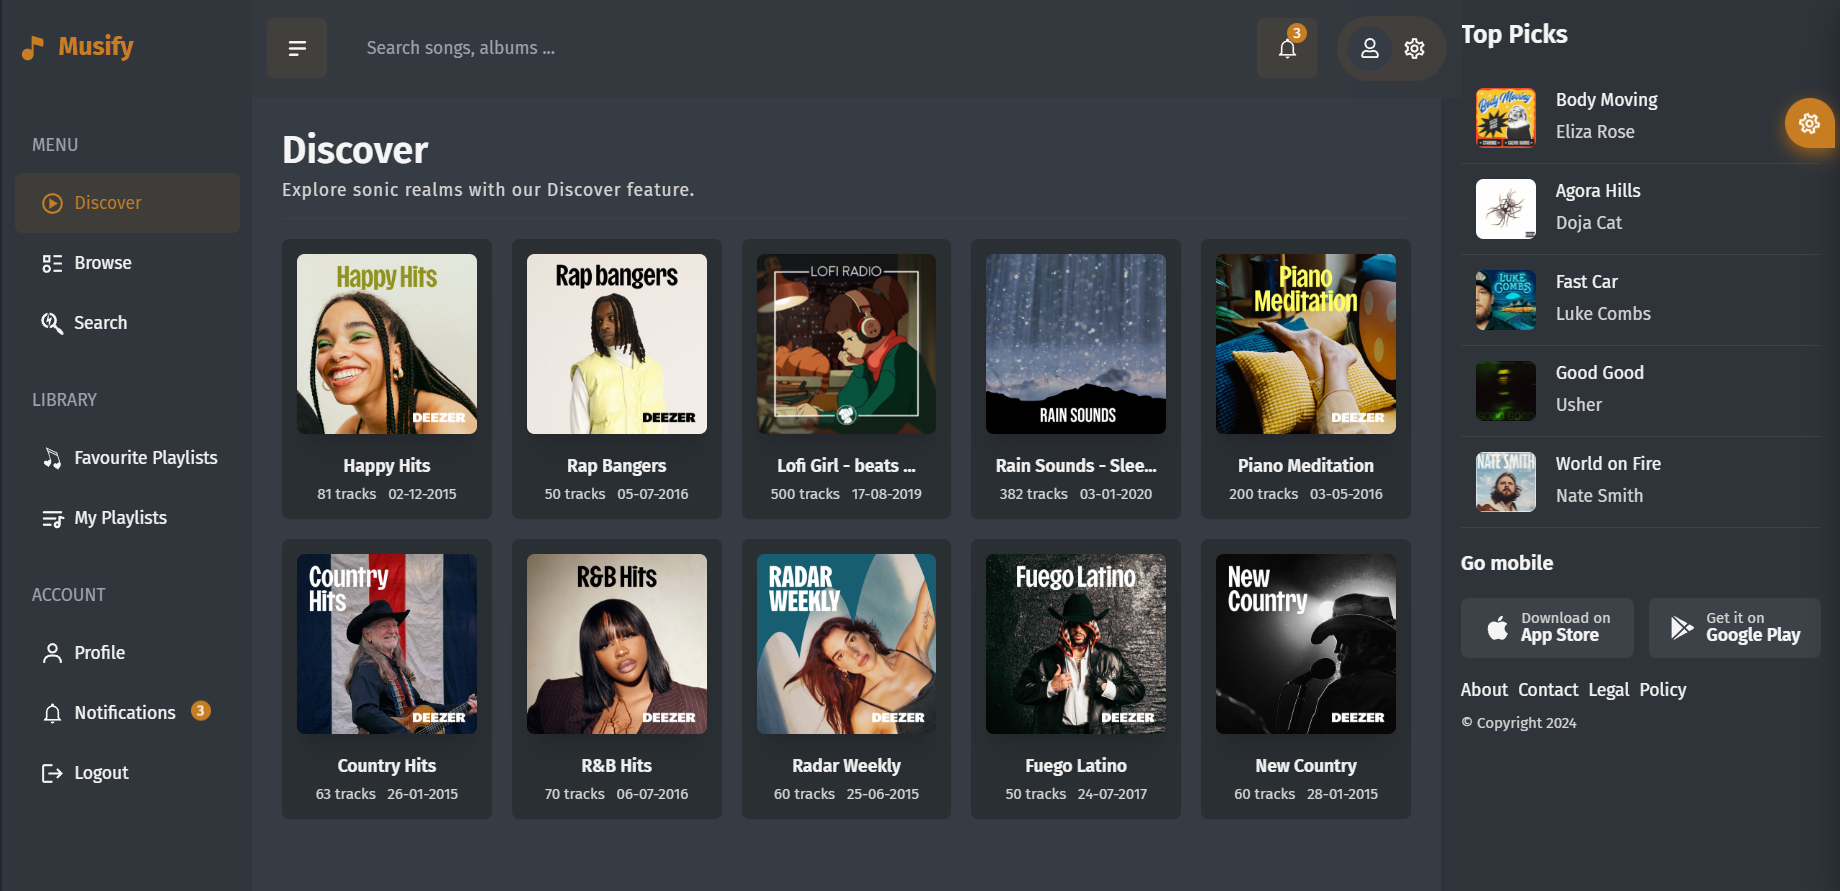 Musify
MENU
Discover
Browse
Search
LIBRARY
Favourite Playlists
My Playlists
ACCOUNT
Profile
Notifications 3
Logout
Search songs, albums ...
3
Discover
Explore sonic realms with our Discover feature.
Happy Hits
DEEZER
Happy Hits
81 tracks 02-12-2015
Rap bangers
DEEZER
Rap Bangers
50 tracks 05-07-2016
LOFI RADIO
Lofi Girl - beats ...
500 tracks 17-08-2019
RAIN SOUNDS
Rain Sounds - Slee...
382 tracks 03-01-2020
Piano
Meditation
DEEZER
Piano Meditation
200 tracks 03-05-2016
Country
Hits
DEEZER
Country Hits
63 tracks 26-01-2015
R&B Hits
DEEZER
R&B Hits
70 tracks 06-07-2016
RADAR
WEEKLY
DEEZER
Radar Weekly
60 tracks 25-06-2015
Fuego Latino
DEEZER
Fuego Latino
50 tracks 24-07-2017
New
Country
DEEZER
New Country
60 tracks 28-01-2015
Top Picks
Body Moving
Body Moving
Eliza Rose
Agora Hills
Doja Cat
LUKE
COMBS
Fast Car
Luke Combs
GOOD GOOD
Good Good
Usher
NATE SMITH
World on Fire
Nate Smith
Go mobile
Download on
App Store
Get it on
Google Play
About Contact Legal Policy
© Copyright 2024